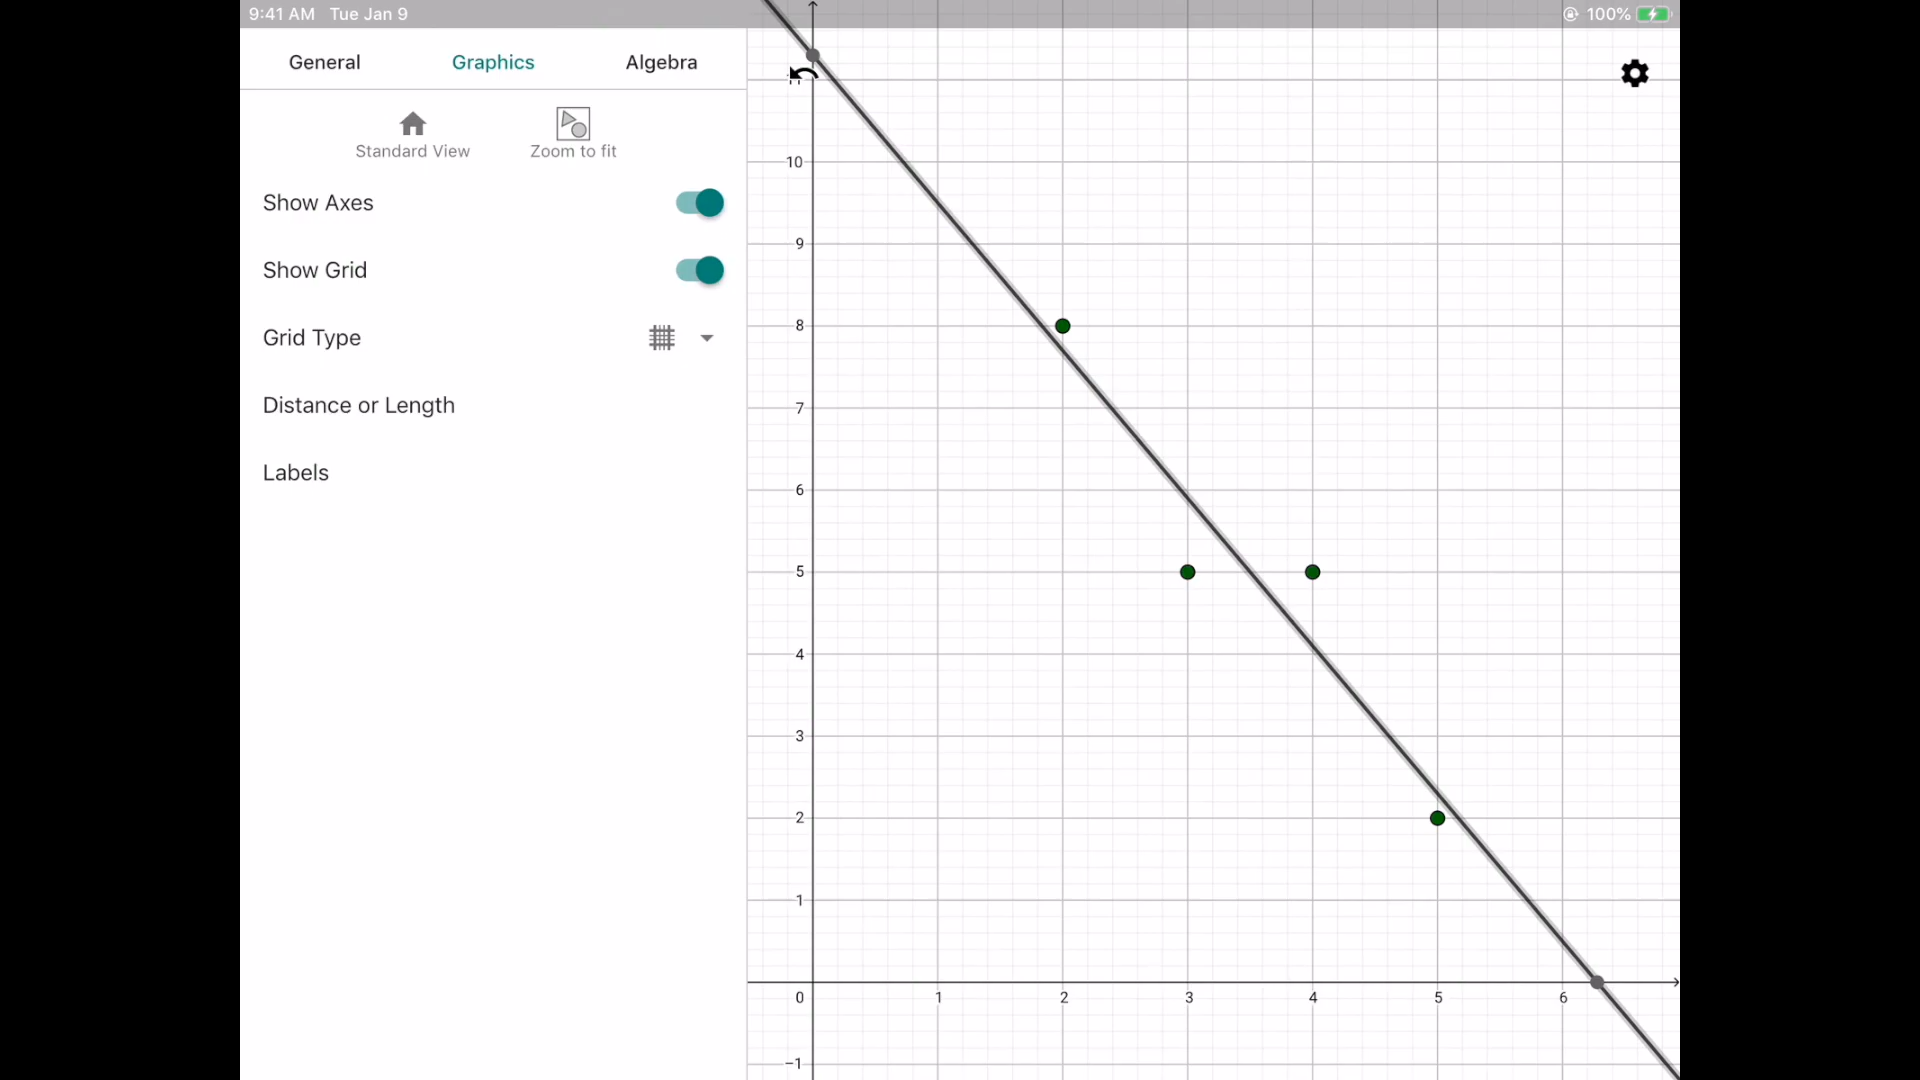 9:41 AM Tue Jan 9
100%
General Graphics Algebra
Standard View Zoom to fit
Show Axes
Show Grid
Grid Type
Distance or Length
Labels
11
10
9
8
7
6
5
4
3
2
1
0 1 2 3 4 5 6
−1